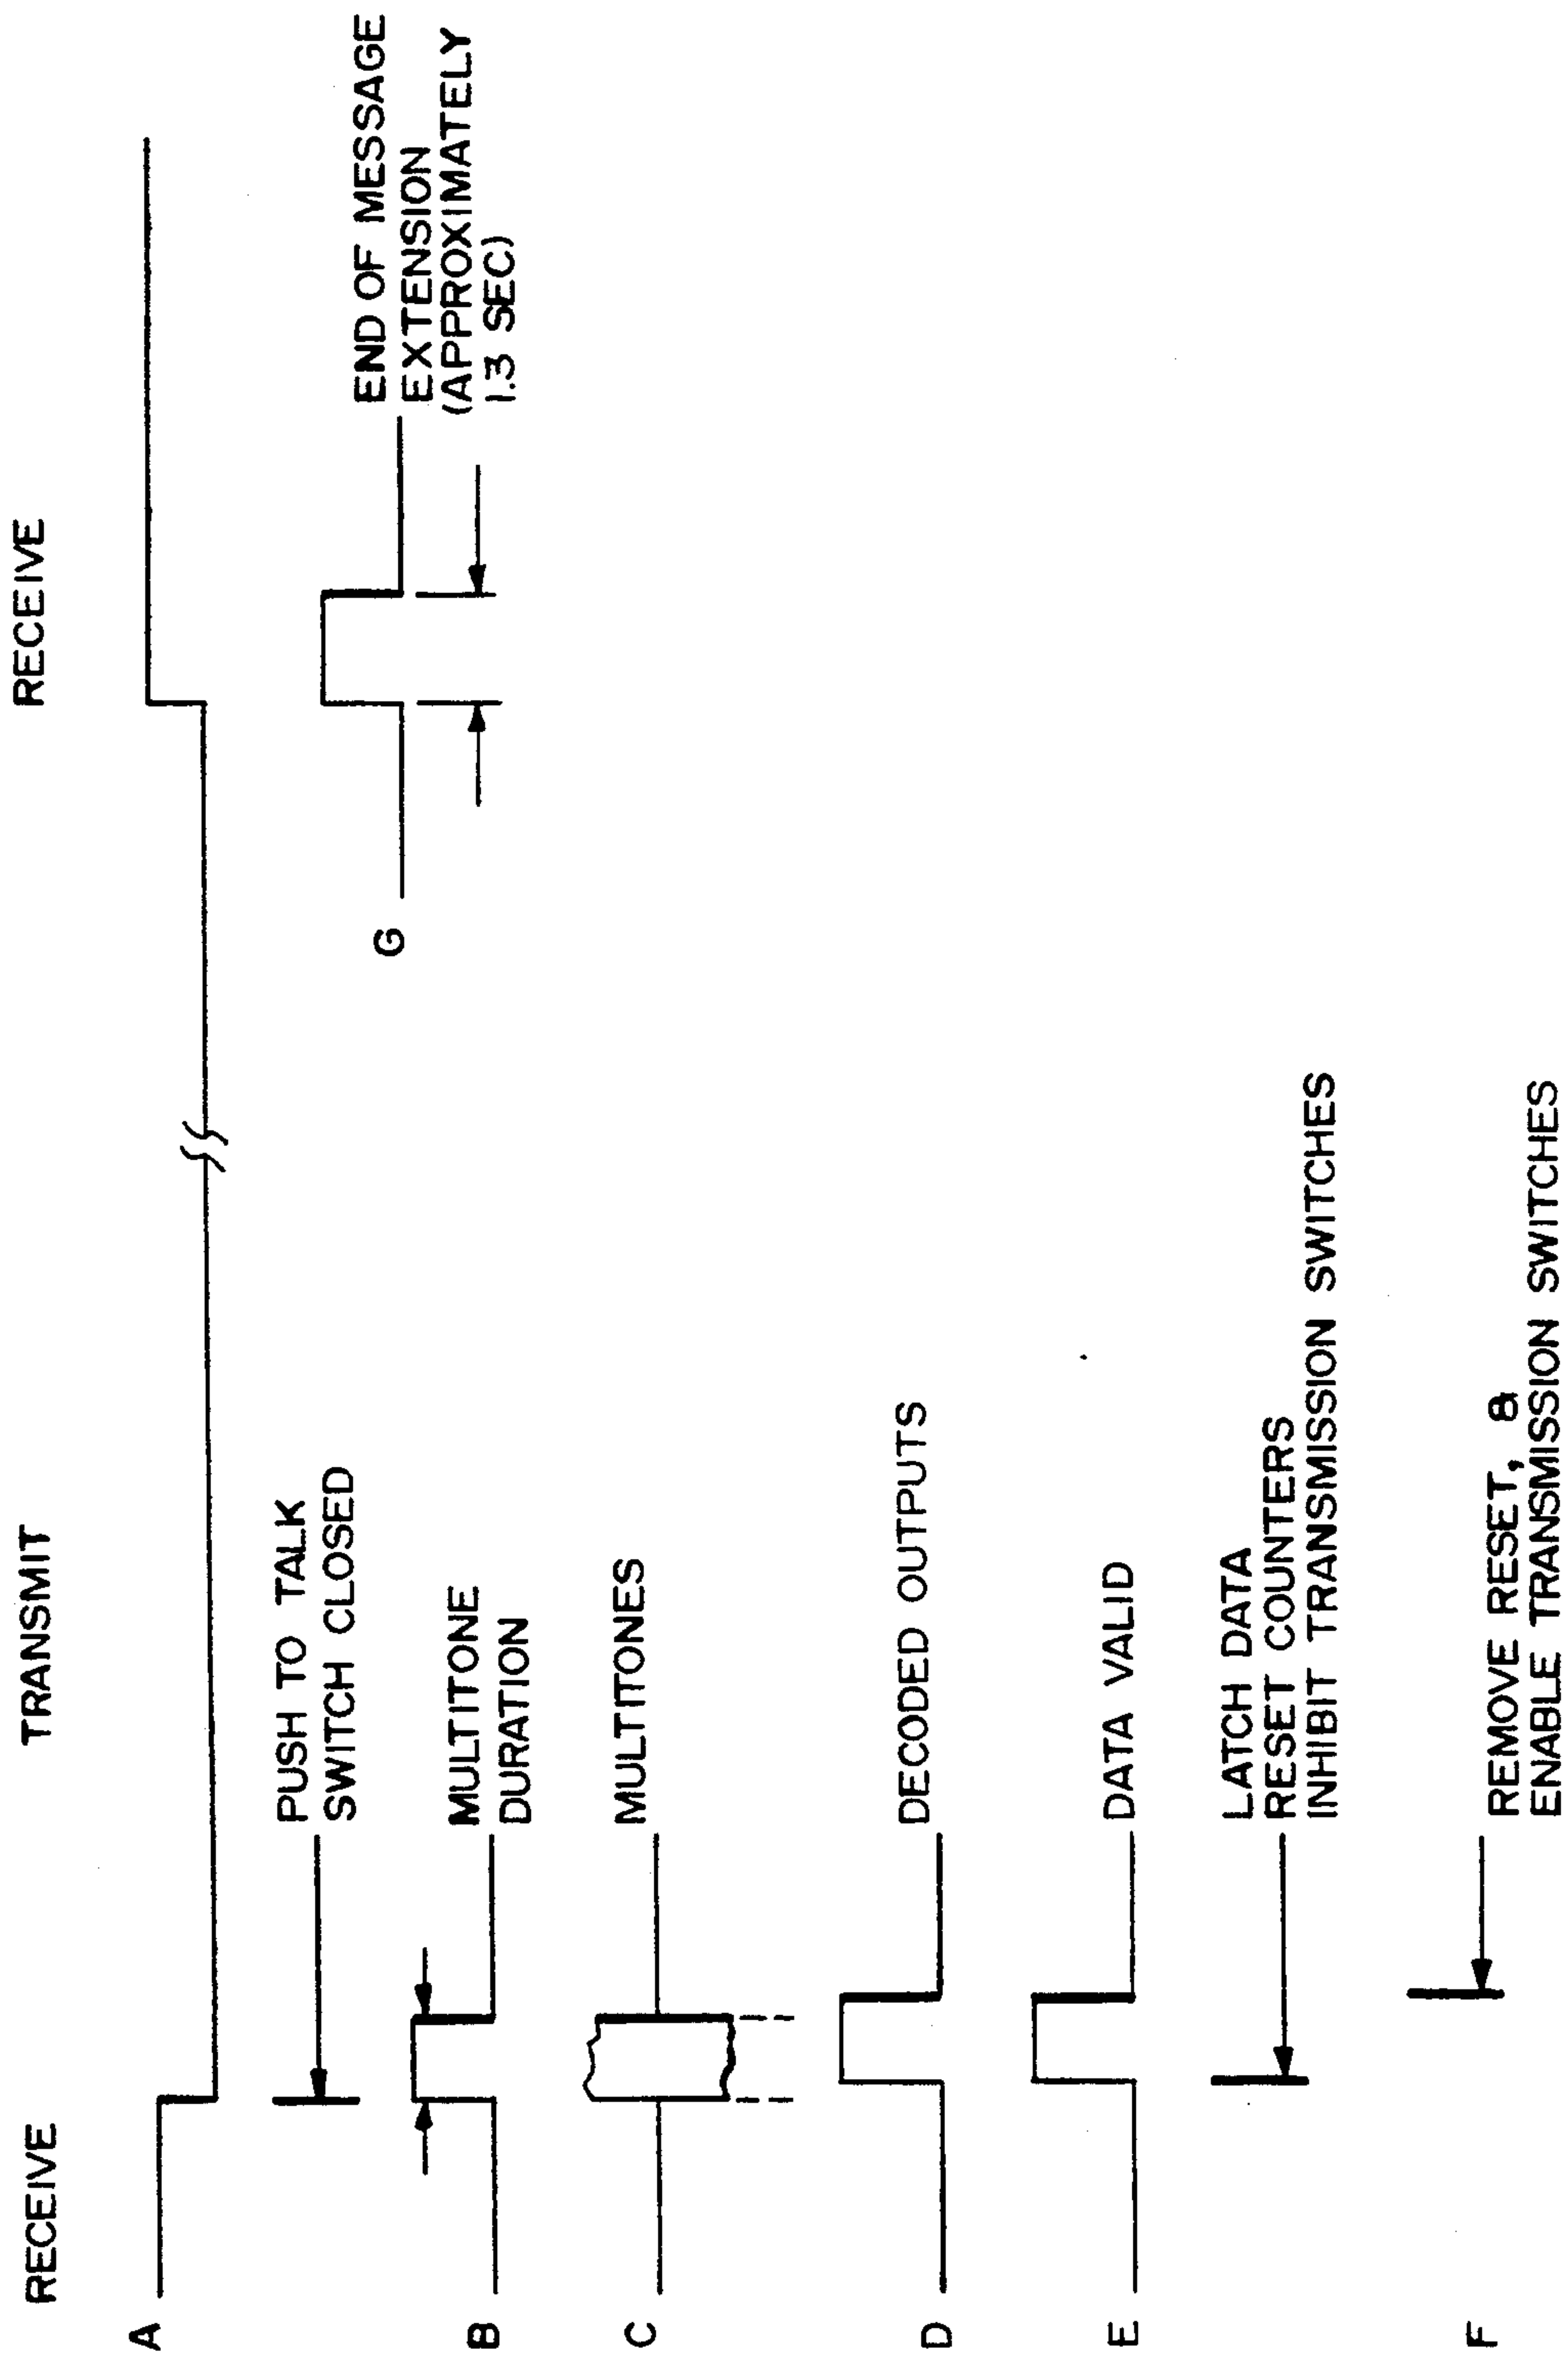 RECEIVE
TRANSMIT
RECEIVE
A
PUSH TO TALK
SWITCH CLOSED
B
MULTITONE
DURATION
G
END OF MESSAGE
EXTENSION
(APPROXIMATELY
1.3 SEC)
C
MULTITONES
D
DECODED OUTPUTS
E
DATA VALID
LATCH DATA
RESET COUNTERS
INHIBIT TRANSMISSION SWITCHES
F
REMOVE RESET, &
ENABLE TRANSMISSION SWITCHES